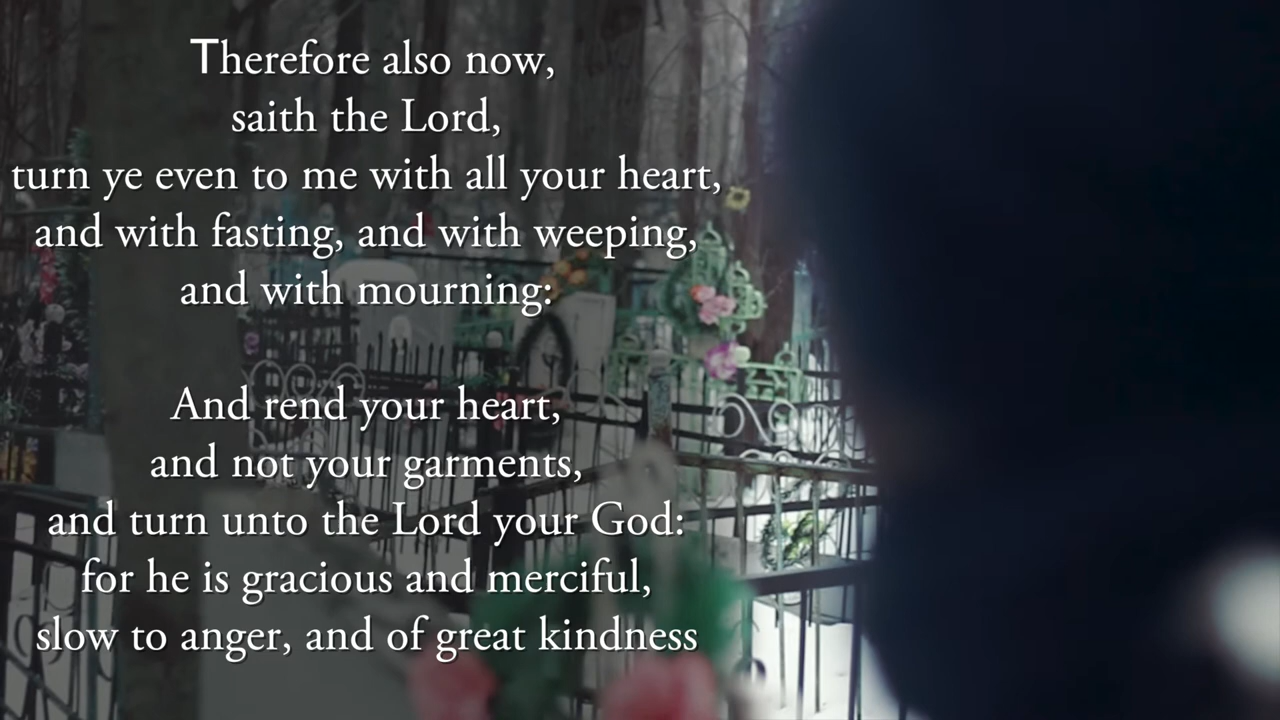 Therefore also now,
saith the Lord,
turn ye even to me with all your heart,
and with fasting, and with weeping,
and with mourning:
And rend your heart,
and not your garments,
and turn unto the Lord your God:
for he is gracious and merciful,
slow to anger, and of great kindness